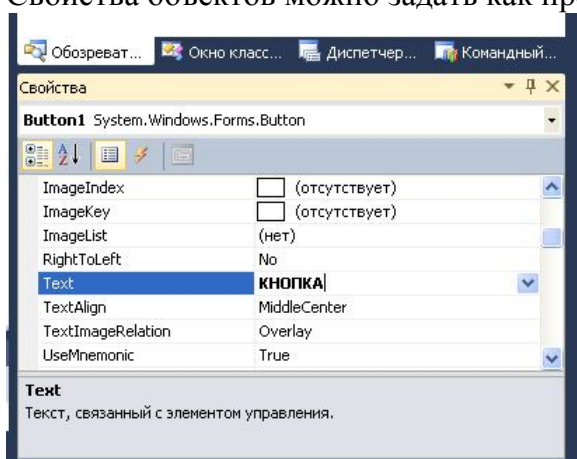 Свойства объектов можно задать как пр
Обозреват... Окно класс... Диспетчер... Командный...
Свойства
Button1 System.Windows.Forms.Button
ImageIndex (отсутствует)
ImageKey (отсутствует)
ImageList (нет)
RightToLeft No
Text КНОПКА
TextAlign MiddleCenter
TextImageRelation Overlay
UseMnemonic True
Text
Текст, связанный с элементом управления.